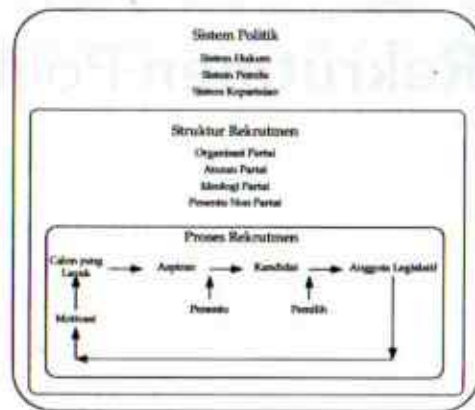 Sistem Politik
Sistem Hukum
Sistem Pemilu
Sistem Kepartaian
Struktur Rekrutmen
Organisasi Partai
Aturan Partai
Ideologi Partai
Penentu Non Partai
Proses Rekrutmen
Calon yang Layak
Aspiran
Kandidat
Anggota Legislatif
Motivasi
Penentu
Pemilih